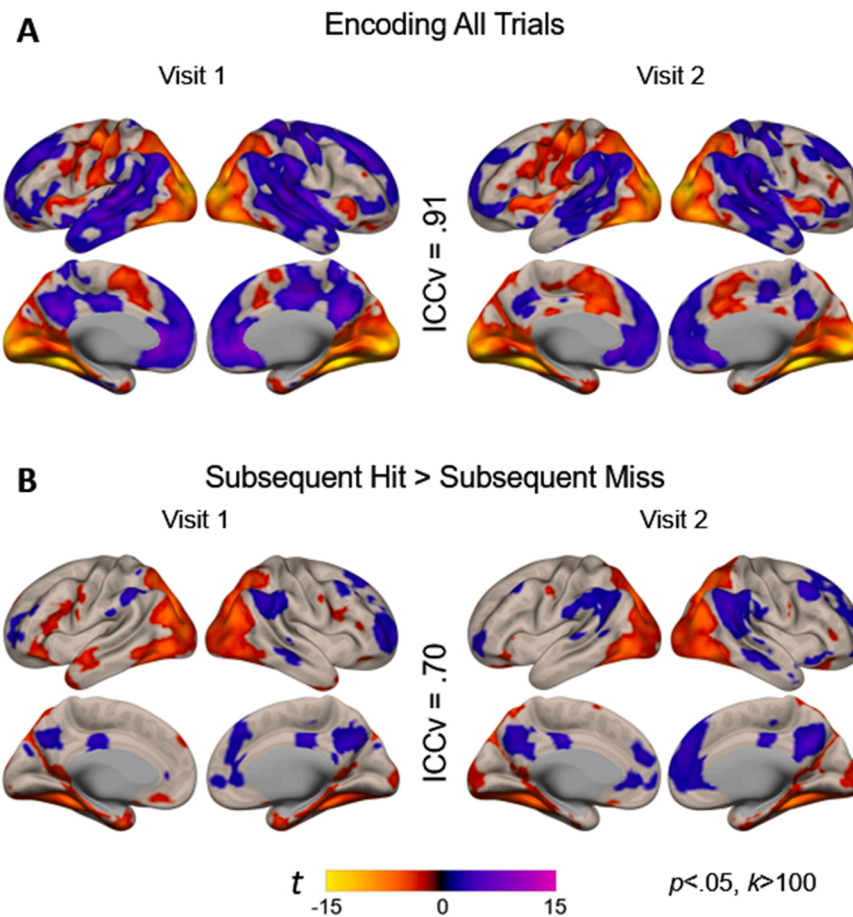 A
Encoding All Trials
Visit 1
Visit 2
ICCv = .91
B
Subsequent Hit > Subsequent Miss
Visit 1
Visit 2
ICCv = .70
t
-15
0
15
p<.05, k>100